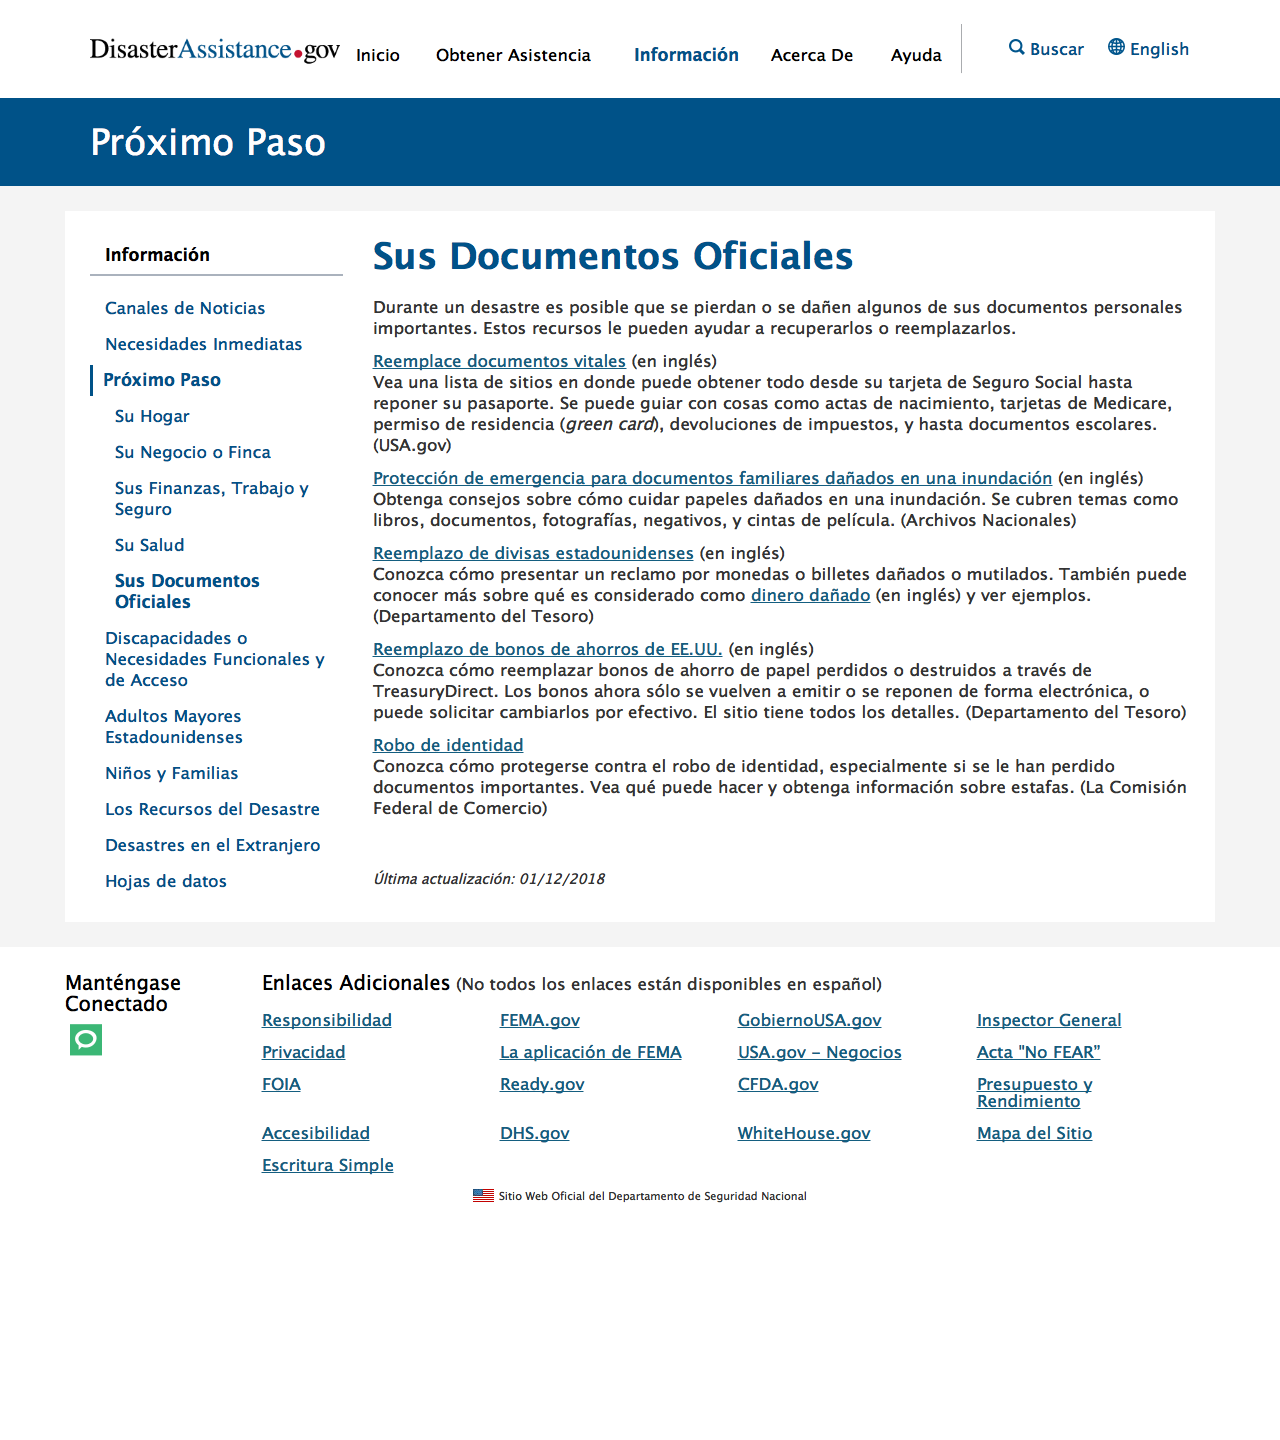 DisasterAssistance.gov
Inicio
Obtener Asistencia
Información
Acerca De
Ayuda
Buscar
English
Próximo Paso
Información
Canales de Noticias
Necesidades Inmediatas
Próximo Paso
Su Hogar
Su Negocio o Finca
Sus Finanzas, Trabajo y
Seguro
Su Salud
Sus Documentos
Oficiales
Discapacidades o
Necesidades Funcionales y
de Acceso
Adultos Mayores
Estadounidenses
Niños y Familias
Los Recursos del Desastre
Desastres en el Extranjero
Hojas de datos
Sus Documentos Oficiales
Durante un desastre es posible que se pierdan o se dañen algunos de sus documentos personales
importantes. Estos recursos le pueden ayudar a recuperarlos o reemplazarlos.
Reemplace documentos vitales (en inglés)
Vea una lista de sitios en donde puede obtener todo desde su tarjeta de Seguro Social hasta
reponer su pasaporte. Se puede guiar con cosas como actas de nacimiento, tarjetas de Medicare,
permiso de residencia (green card), devoluciones de impuestos, y hasta documentos escolares.
(USA.gov)
Protección de emergencia para documentos familiares dañados en una inundación (en inglés)
Obtenga consejos sobre cómo cuidar papeles dañados en una inundación. Se cubren temas como
libros, documentos, fotografías, negativos, y cintas de película. (Archivos Nacionales)
Reemplazo de divisas estadounidenses (en inglés)
Conozca cómo presentar un reclamo por monedas o billetes dañados o mutilados. También puede
conocer más sobre qué es considerado como dinero dañado (en inglés) y ver ejemplos.
(Departamento del Tesoro)
Reemplazo de bonos de ahorros de EE.UU. (en inglés)
Conozca cómo reemplazar bonos de ahorro de papel perdidos o destruidos a través de
TreasuryDirect. Los bonos ahora sólo se vuelven a emitir o se reponen de forma electrónica, o
puede solicitar cambiarlos por efectivo. El sitio tiene todos los detalles. (Departamento del Tesoro)
Robo de identidad
Conozca cómo protegerse contra el robo de identidad, especialmente si se le han perdido
documentos importantes. Vea qué puede hacer y obtenga información sobre estafas. (La Comisión
Federal de Comercio)
Última actualización: 01/12/2018
Manténgase
Conectado
Enlaces Adicionales (No todos los enlaces están disponibles en español)
Responsibilidad
FEMA.gov
GobiernoUSA.gov
Inspector General
Privacidad
La aplicación de FEMA
USA.gov - Negocios
Acta "No FEAR”
FOIA
Ready.gov
CFDA.gov
Presupuesto y
Rendimiento
Accesibilidad
DHS.gov
WhiteHouse.gov
Mapa del Sitio
Escritura Simple
Sitio Web Oficial del Departamento de Seguridad Nacional